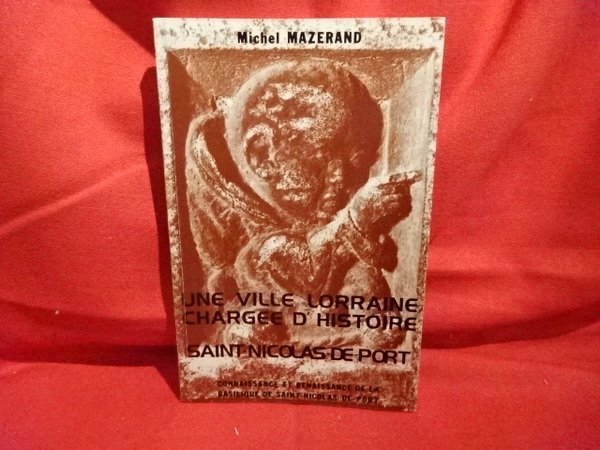 Michel MAZERAND
UNE VILLE LORRAINE
CHARGEE D'HISTOIRE
SAINT-NICOLAS-DE-PORT
CONNAISSANCE ET RENAISSANCE DE LA
BASILIQUE DE SAINT-NICOLAS-DE-PORT